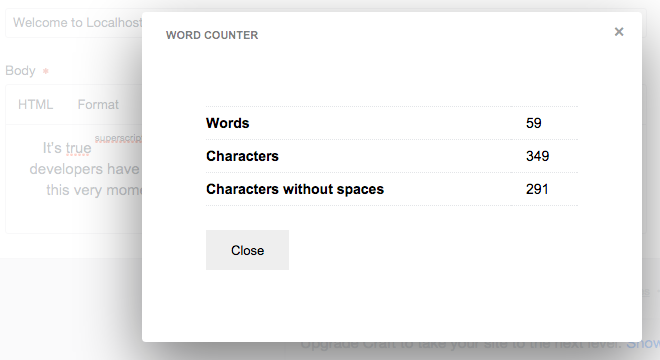 Welcome to Localhost
WORD COUNTER
×
Body
HTML Format
Words 59
It's true superscript
Characters 349
developers have
this very mome
Characters without spaces 291
Close
Upgrade Craft to take your site to the next level. Show